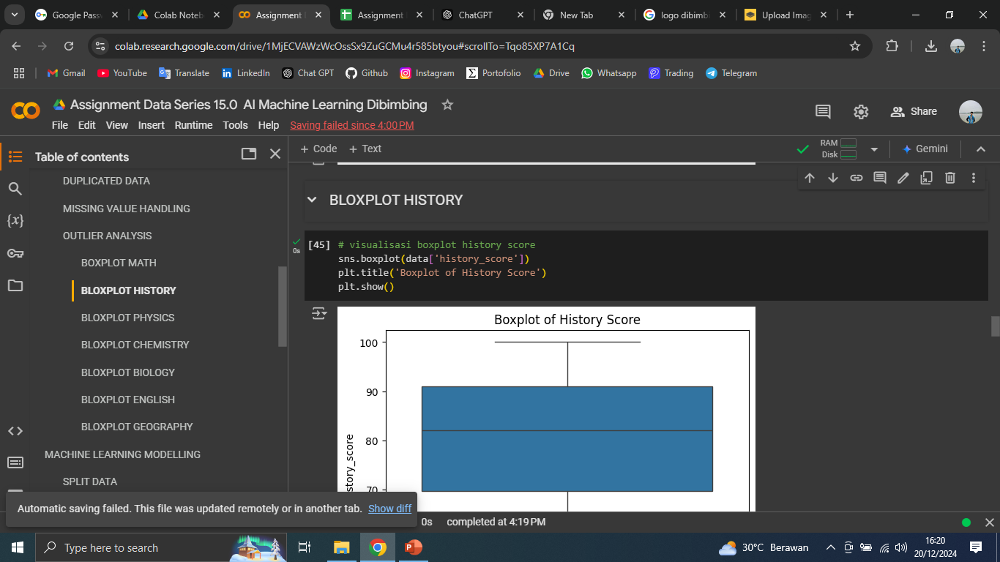 Google Passw
Colab Noteb
Assignment
Assignment
ChatGPT
New Tab
logo dibimbi
Upload Imag
colab.research.google.com/drive/1MjECVAWzWcOssSx9ZuGCMu4r585btyou#scrollTo=Tqo85XP7A1Cq
Gmail
YouTube
Translate
LinkedIn
Chat GPT
Github
Instagram
Portofolio
Drive
Whatsapp
Trading
Telegram
Assignment Data Series 15.0 AI Machine Learning Dibimbing
File Edit View Insert Runtime Tools Help Saving failed since 4:00 PM
Share
Table of contents
+ Code + Text
RAM
Disk
Gemini
DUPLICATED DATA
MISSING VALUE HANDLING
OUTLIER ANALYSIS
BOXPLOT MATH
BLOXPLOT HISTORY
BLOXPLOT PHYSICS
BLOXPLOT CHEMISTRY
BLOXPLOT BIOLOGY
BLOXPLOT ENGLISH
BLOXPLOT GEOGRAPHY
MACHINE LEARNING MODELLING
SPLIT DATA
BLOXPLOT HISTORY
0s
[45] # visualisasi boxplot history score
sns.boxplot(data['history_score'])
plt.title('Boxplot of History Score')
plt.show()
Boxplot of History Score
100
90
80
70
story_score
Automatic saving failed. This file was updated remotely or in another tab. Show diff
0s completed at 4:19 PM
Type here to search
30°C Berawan
16:20
20/12/2024